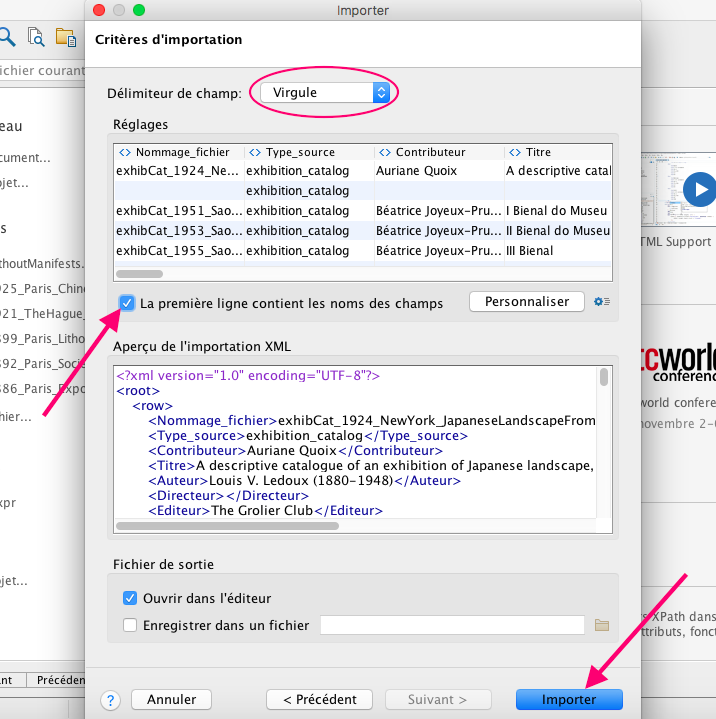 Importer
Critères d'importation
Délimiteur de champ: Virgule
Réglages
<> Nommage_fichier <> Type_source <> Contributeur <> Titre
exhibCat_1924_Ne... exhibition_catalog Auriane Quoix A descriptive catal
exhibition_catalog
exhibCat_1951_Sao... exhibition_catalog Béatrice Joyeux-Pru... I Bienal do Museu
exhibCat_1953_Sao... exhibition_catalog Béatrice Joyeux-Pru... II Bienal do Museu
exhibCat_1955_Sao... exhibition_catalog Béatrice Joyeux-Pru... III Bienal
La première ligne contient les noms des champs Personnaliser
Aperçu de l'importation XML
<?xml version="1.0" encoding="UTF-8"?>
<root>
<row>
<Nommage_fichier>exhibCat_1924_NewYork_JapaneseLandscapeFrom
<Type_source>exhibition_catalog</Type_source>
<Contributeur>Auriane Quoix</Contributeur>
<Titre>A descriptive catalogue of an exhibition of Japanese landscape,
<Auteur>Louis V. Ledoux (1880-1948)</Auteur>
<Directeur></Directeur>
<Editeur>The Grolier Club</Editeur>
Fichier de sortie
Ouvrir dans l'éditeur
Enregistrer dans un fichier
? Annuler < Précédent Suivant > Importer
ichier courant
eau
cument...
jet...
s
thoutManifests.
925_Paris_Chin
921_TheHague_
899_Paris_Litho
892_Paris_Soci
886_Paris_Expo
hier...
xpr
jet...
nt Précéden
TML Support
tcworld
conference
world confere
novembre 2-
s XPath dans
ttributs, fonct